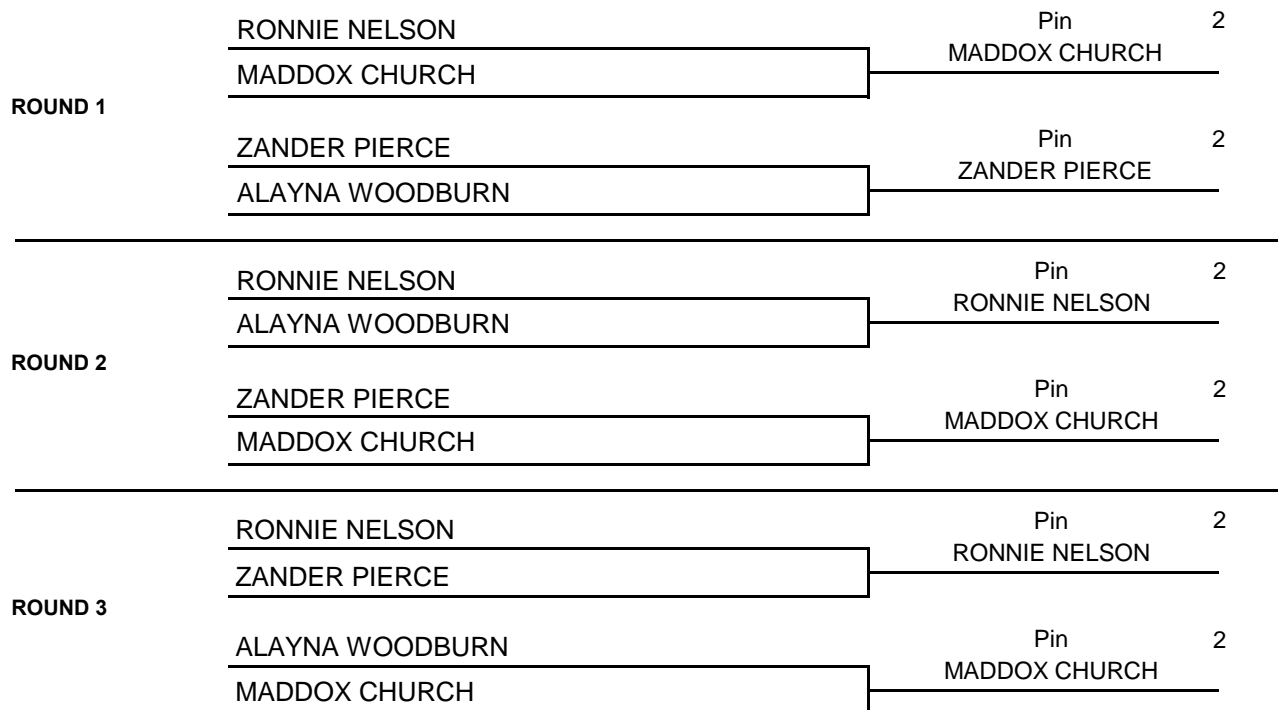 RONNIE NELSON
Pin 2
MADDOX CHURCH
MADDOX CHURCH
ROUND 1
ZANDER PIERCE
Pin 2
ZANDER PIERCE
ALAYNA WOODBURN
RONNIE NELSON
Pin 2
RONNIE NELSON
ALAYNA WOODBURN
ROUND 2
ZANDER PIERCE
Pin 2
MADDOX CHURCH
MADDOX CHURCH
RONNIE NELSON
Pin 2
RONNIE NELSON
ZANDER PIERCE
ROUND 3
ALAYNA WOODBURN
Pin 2
MADDOX CHURCH
MADDOX CHURCH